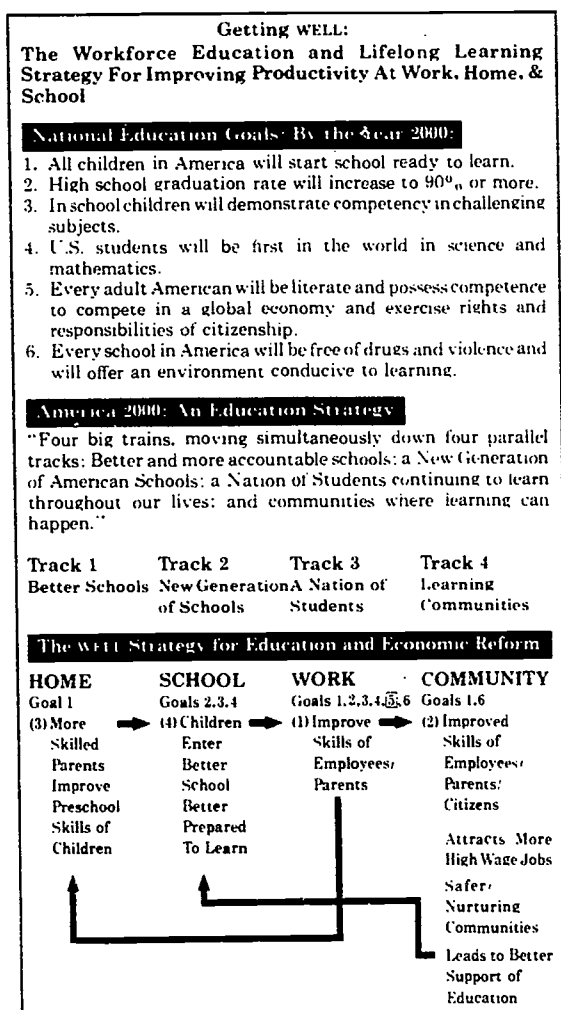 Getting WELL:
The Workforce Education and Lifelong Learning
Strategy For Improving Productivity At Work, Home, &
School
National Education Goals: By the Year 2000:
1. All children in America will start school ready to learn.
2. High school graduation rate will increase to 90% or more.
3. In school children will demonstrate competency in challenging
subjects.
4. U.S. students will be first in the world in science and
mathematics.
5. Every adult American will be literate and possess competence
to compete in a global economy and exercise rights and
responsibilities of citizenship.
6. Every school in America will be free of drugs and violence and
will offer an environment conducive to learning.
America 2000: An Education Strategy
"Four big trains, moving simultaneously down four parallel
tracks: Better and more accountable schools; a New Generation
of American Schools; a Nation of Students continuing to learn
throughout our lives; and communities where learning can
happen."
Track 1 Track 2 Track 3 Track 4
Better Schools New Generation A Nation of Learning
of Schools Students Communities
The WELL Strategy for Education and Economic Reform
HOME
Goal 1
(3) More
Skilled
Parents
Improve
Preschool
Skills of
Children
SCHOOL
Goals 2,3,4
(4) Children
Enter
Better
School
Better
Prepared
To Learn
WORK
Goals 1,2,3,4,5,6
(1) Improve
Skills of
Employees/
Parents
COMMUNITY
Goals 1,6
(2) Improved
Skills of
Employees/
Parents/
Citizens
Attracts More
High Wage Jobs
Safer/
Nurturing
Communities
Leads to Better
Support of
Education